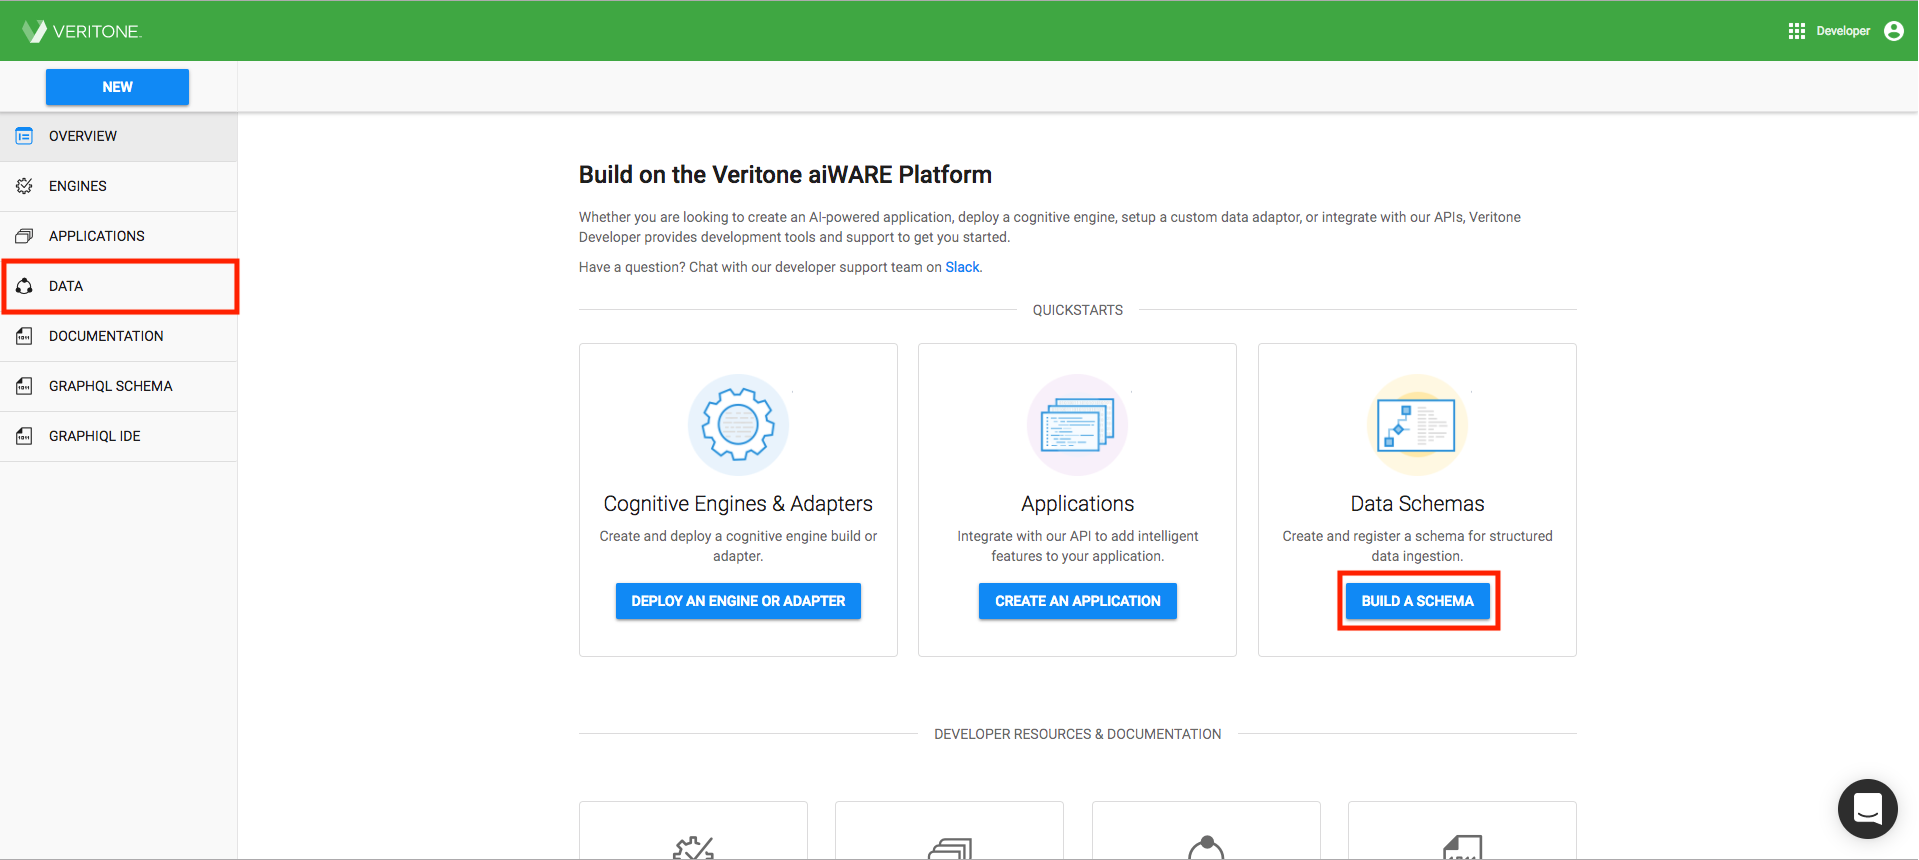 VERITONE
Developer
NEW
OVERVIEW
ENGINES
APPLICATIONS
DATA
DOCUMENTATION
GRAPHQL SCHEMA
GRAPHIQL IDE
Build on the Veritone aiWARE Platform
Whether you are looking to create an AI-powered application, deploy a cognitive engine, setup a custom data adaptor, or integrate with our APIs, Veritone
Developer provides development tools and support to get you started.
Have a question? Chat with our developer support team on Slack.
QUICKSTARTS
Cognitive Engines & Adapters
Create and deploy a cognitive engine build or
adapter.
DEPLOY AN ENGINE OR ADAPTER
Applications
Integrate with our API to add intelligent
features to your application.
CREATE AN APPLICATION
Data Schemas
Create and register a schema for structured
data ingestion.
BUILD A SCHEMA
DEVELOPER RESOURCES & DOCUMENTATION